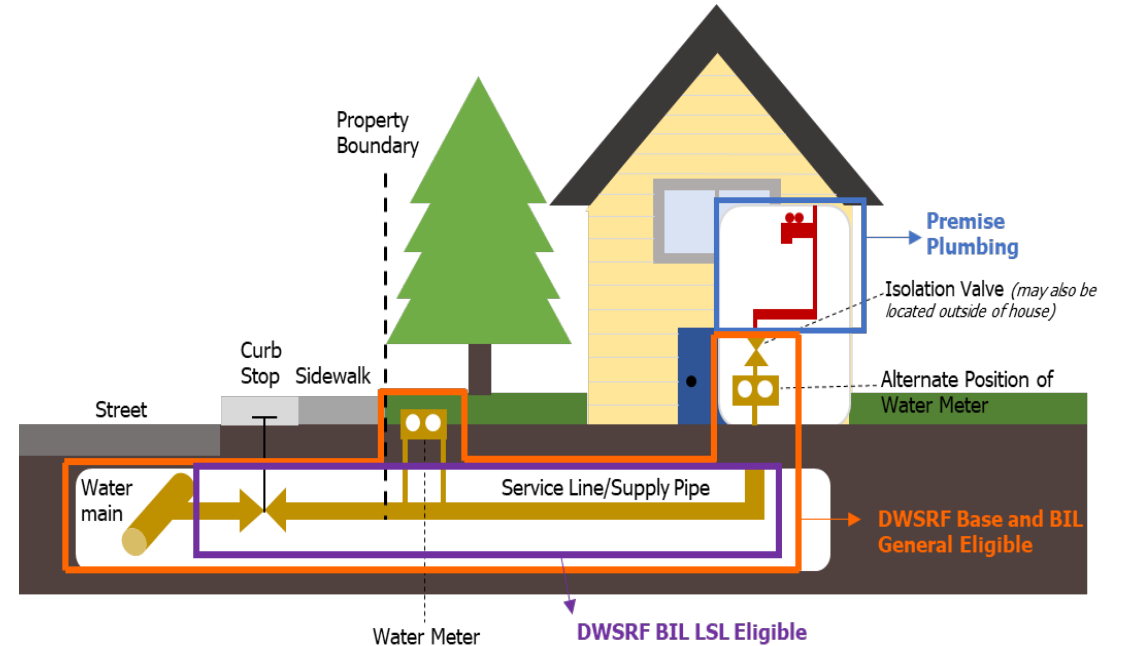 Property
Boundary
Premise
Plumbing
Isolation Valve (may also be
located outside of house)
Curb
Stop
Sidewalk
Alternate Position of
Water Meter
Street
Water
main
Service Line/Supply Pipe
DWSRF Base and BIL
General Eligible
DWSRF BIL LSL Eligible
Water Meter